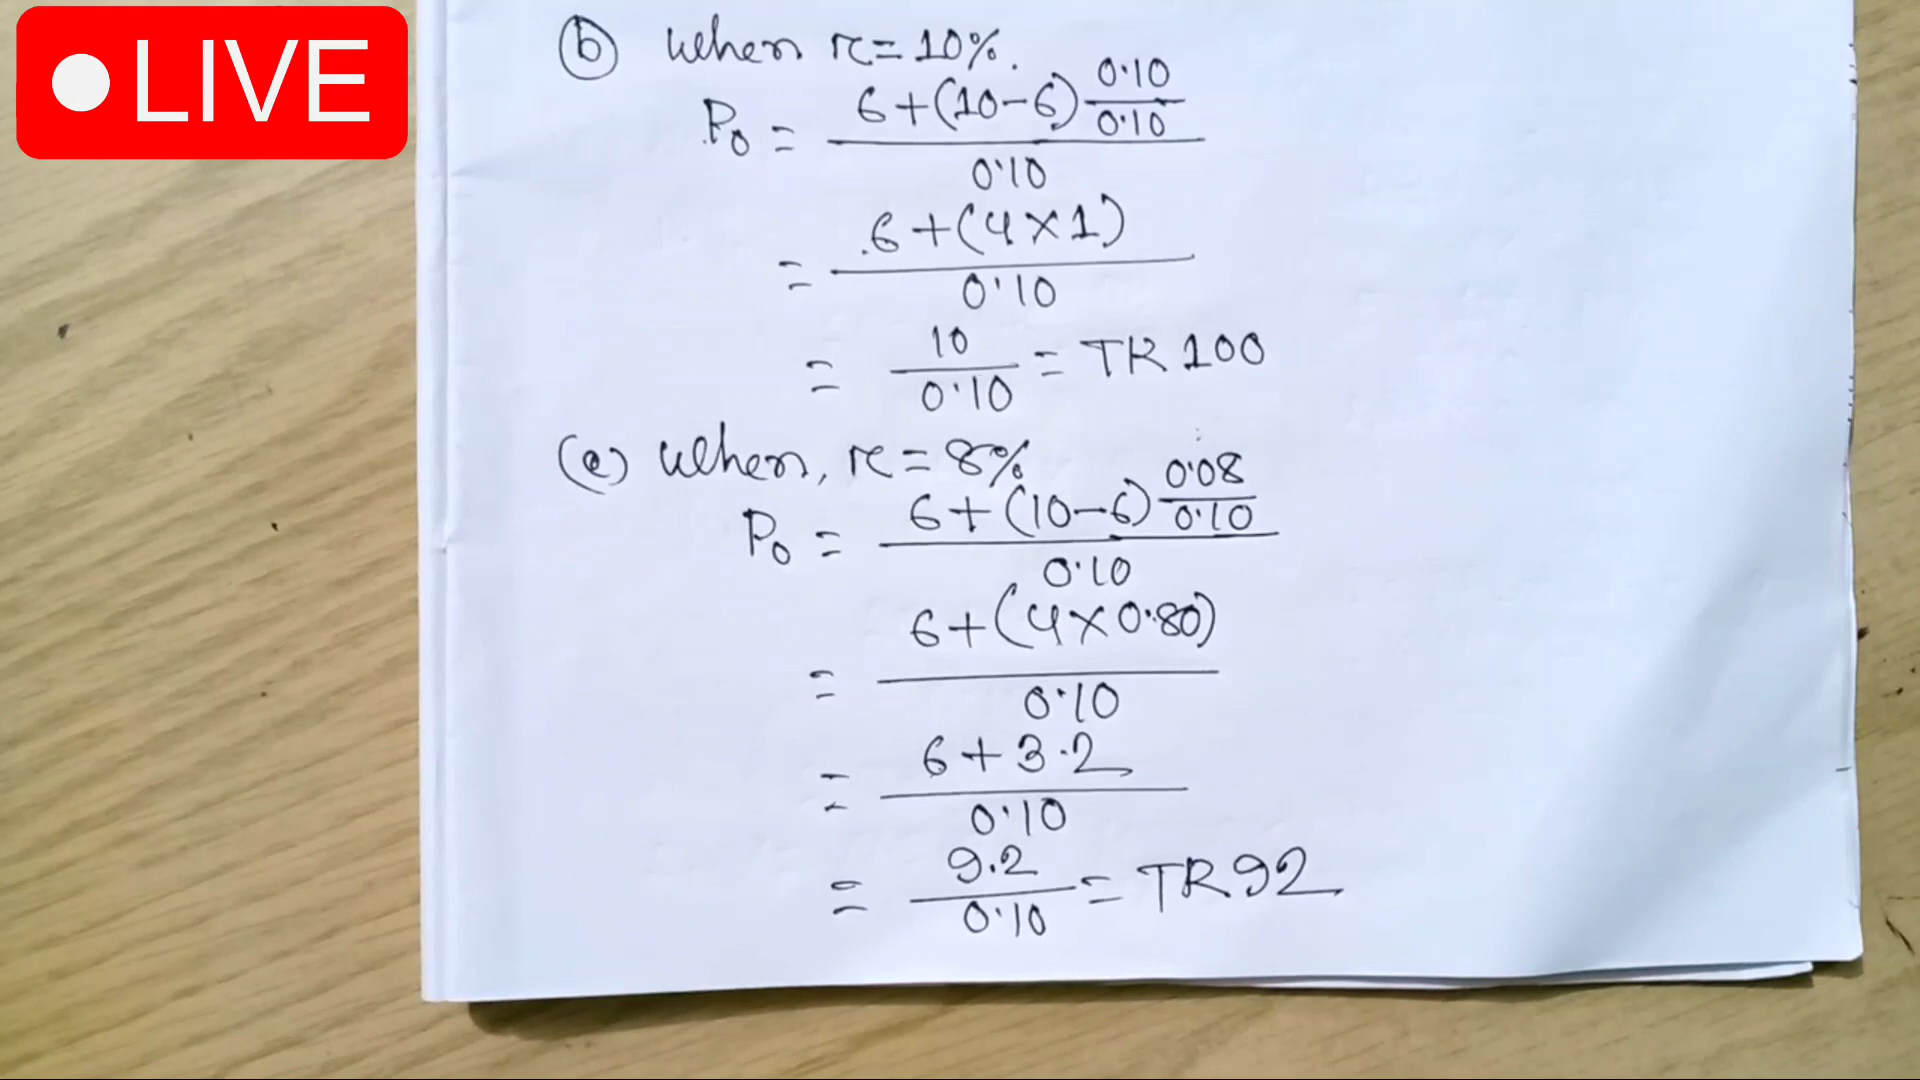 LIVE
(b) when r = 10%.
P₀ = 6+(10-6) 0.10/0.10
0.10
= 6+(4×1)
0.10
= 10/0.10 = TR 100
(c) when, r = 8%
P₀ = 6+(10-6) 0.08/0.10
0.10
= 6+(4×0.80)
0.10
= 6+3.2
0.10
= 9.2/0.10 = TR 92